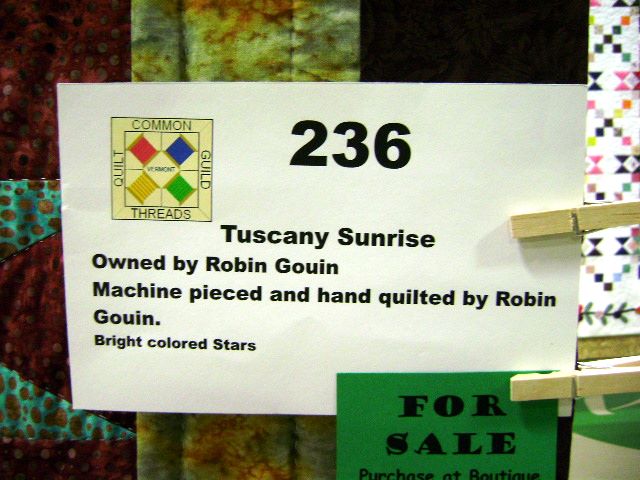 COMMON
QUILT
VERMONT
GUILD
THREADS
236
Tuscany Sunrise
Owned by Robin Gouin
Machine pieced and hand quilted by Robin
Gouin.
Bright colored Stars
FOR
SALE
Purchase at Boutique